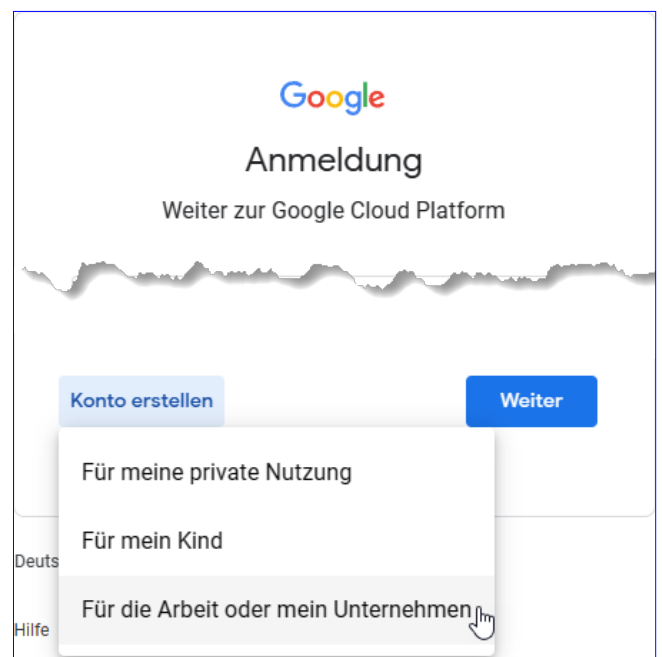 Google
Anmeldung
Weiter zur Google Cloud Platform
Konto erstellen
Weiter
Für meine private Nutzung
Für mein Kind
Für die Arbeit oder mein Unternehmen
Deuts
Hilfe